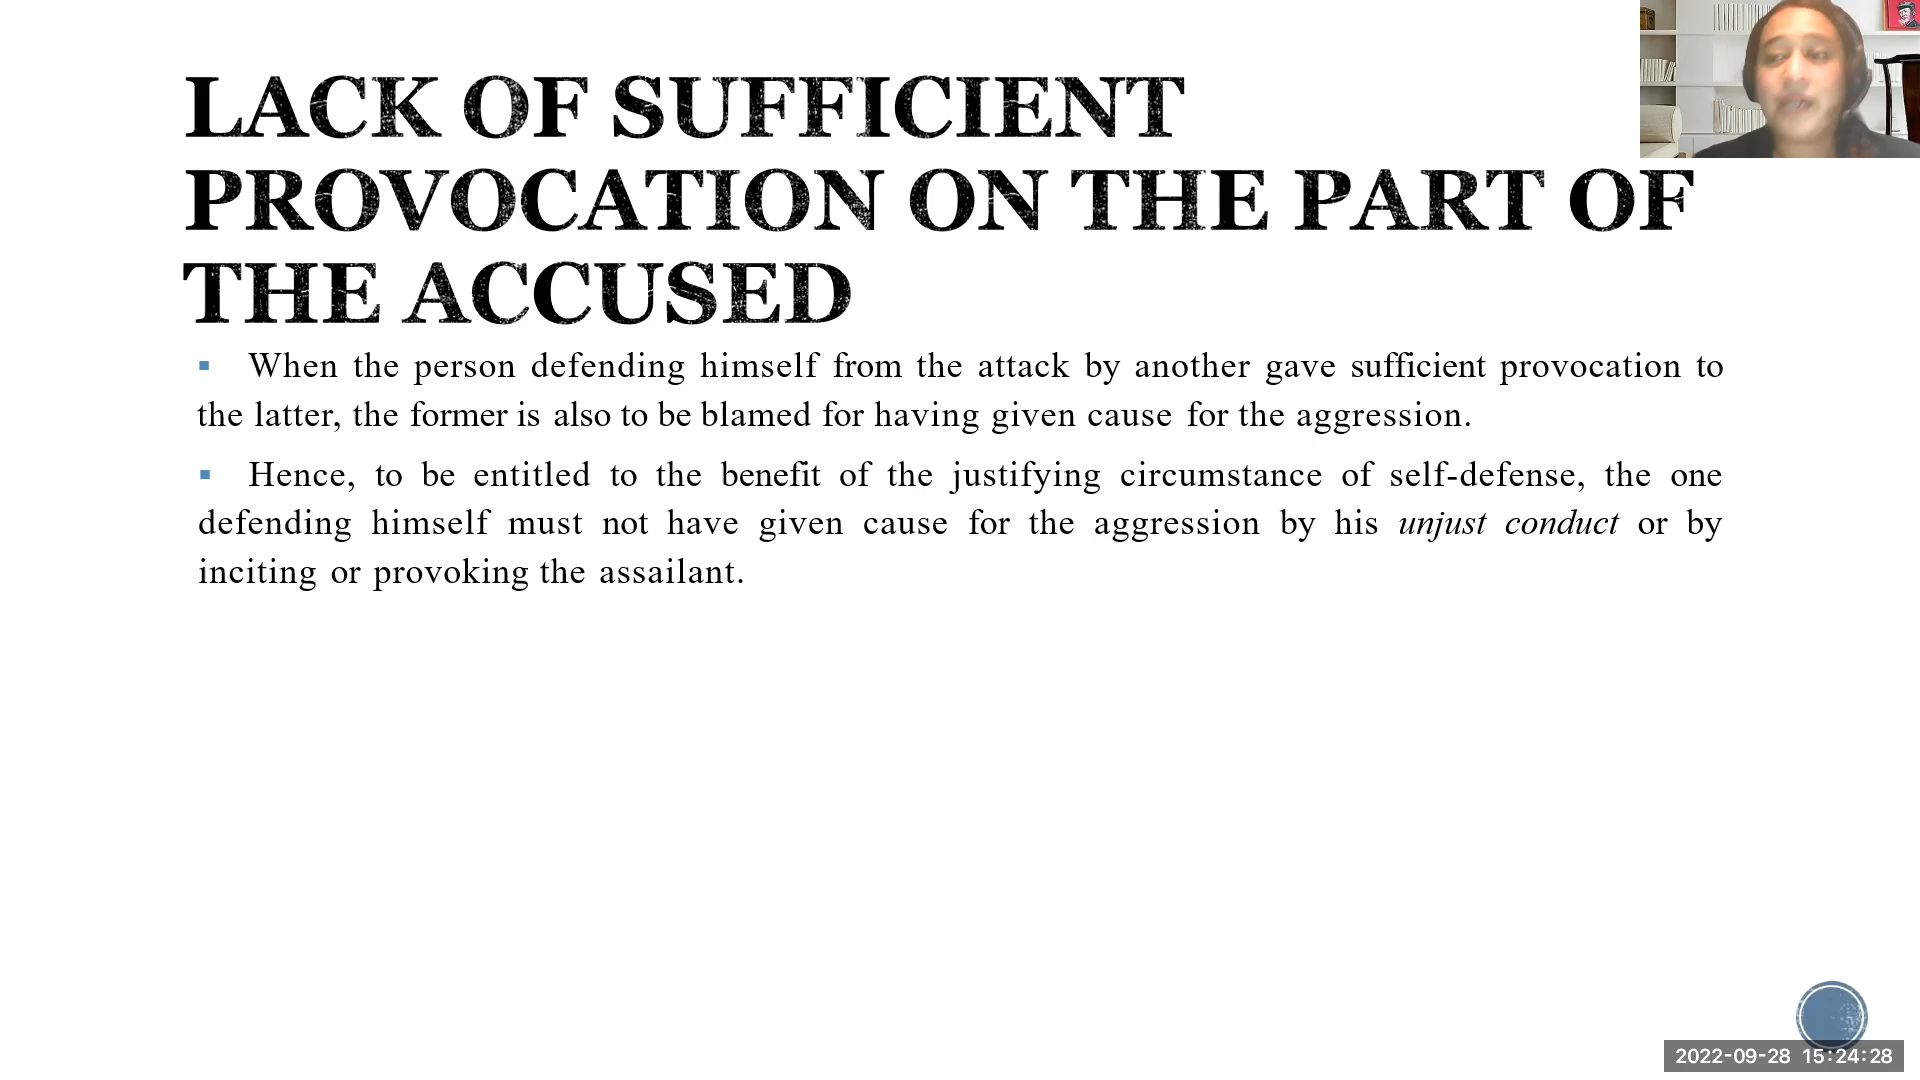 LACK OF SUFFICIENT
PROVOCATION ON THE PART OF
THE ACCUSED
▪ When the person defending himself from the attack by another gave sufficient provocation to
the latter, the former is also to be blamed for having given cause for the aggression.
▪ Hence, to be entitled to the benefit of the justifying circumstance of self-defense, the one
defending himself must not have given cause for the aggression by his unjust conduct or by
inciting or provoking the assailant.
2022-09-28 15:24:28